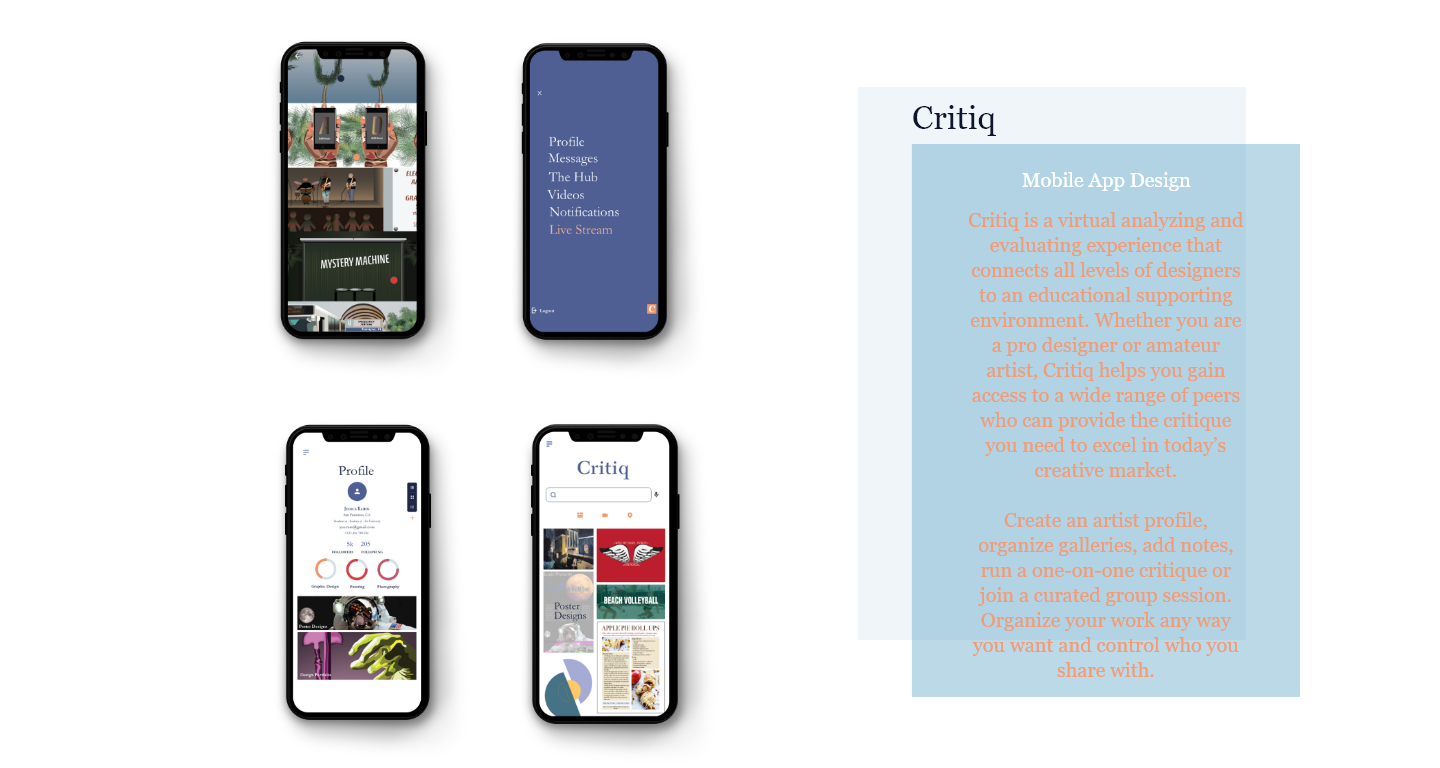 MYSTERY MACHINE
Profile
Messages
The Hub
Videos
Notifications
Live Stream
Logout
C
Profile
5k 205
FOLLOWERS FOLLOWING
Graphic Design Painting Photography
Poster Designs
Critiq
Poster
Designs
BEACH VOLLEYBALL
APPLE PIE ROLL UPS
Critiq
Mobile App Design
Critiq is a virtual analyzing and
evaluating experience that
connects all levels of designers
to an educational supporting
environment. Whether you are
a pro designer or amateur
artist, Critiq helps you gain
access to a wide range of peers
who can provide the critique
you need to excel in today’s
creative market.
Create an artist profile,
organize galleries, add notes,
run a one-on-one critique or
join a curated group session.
Organize your work any way
you want and control who you
share with.